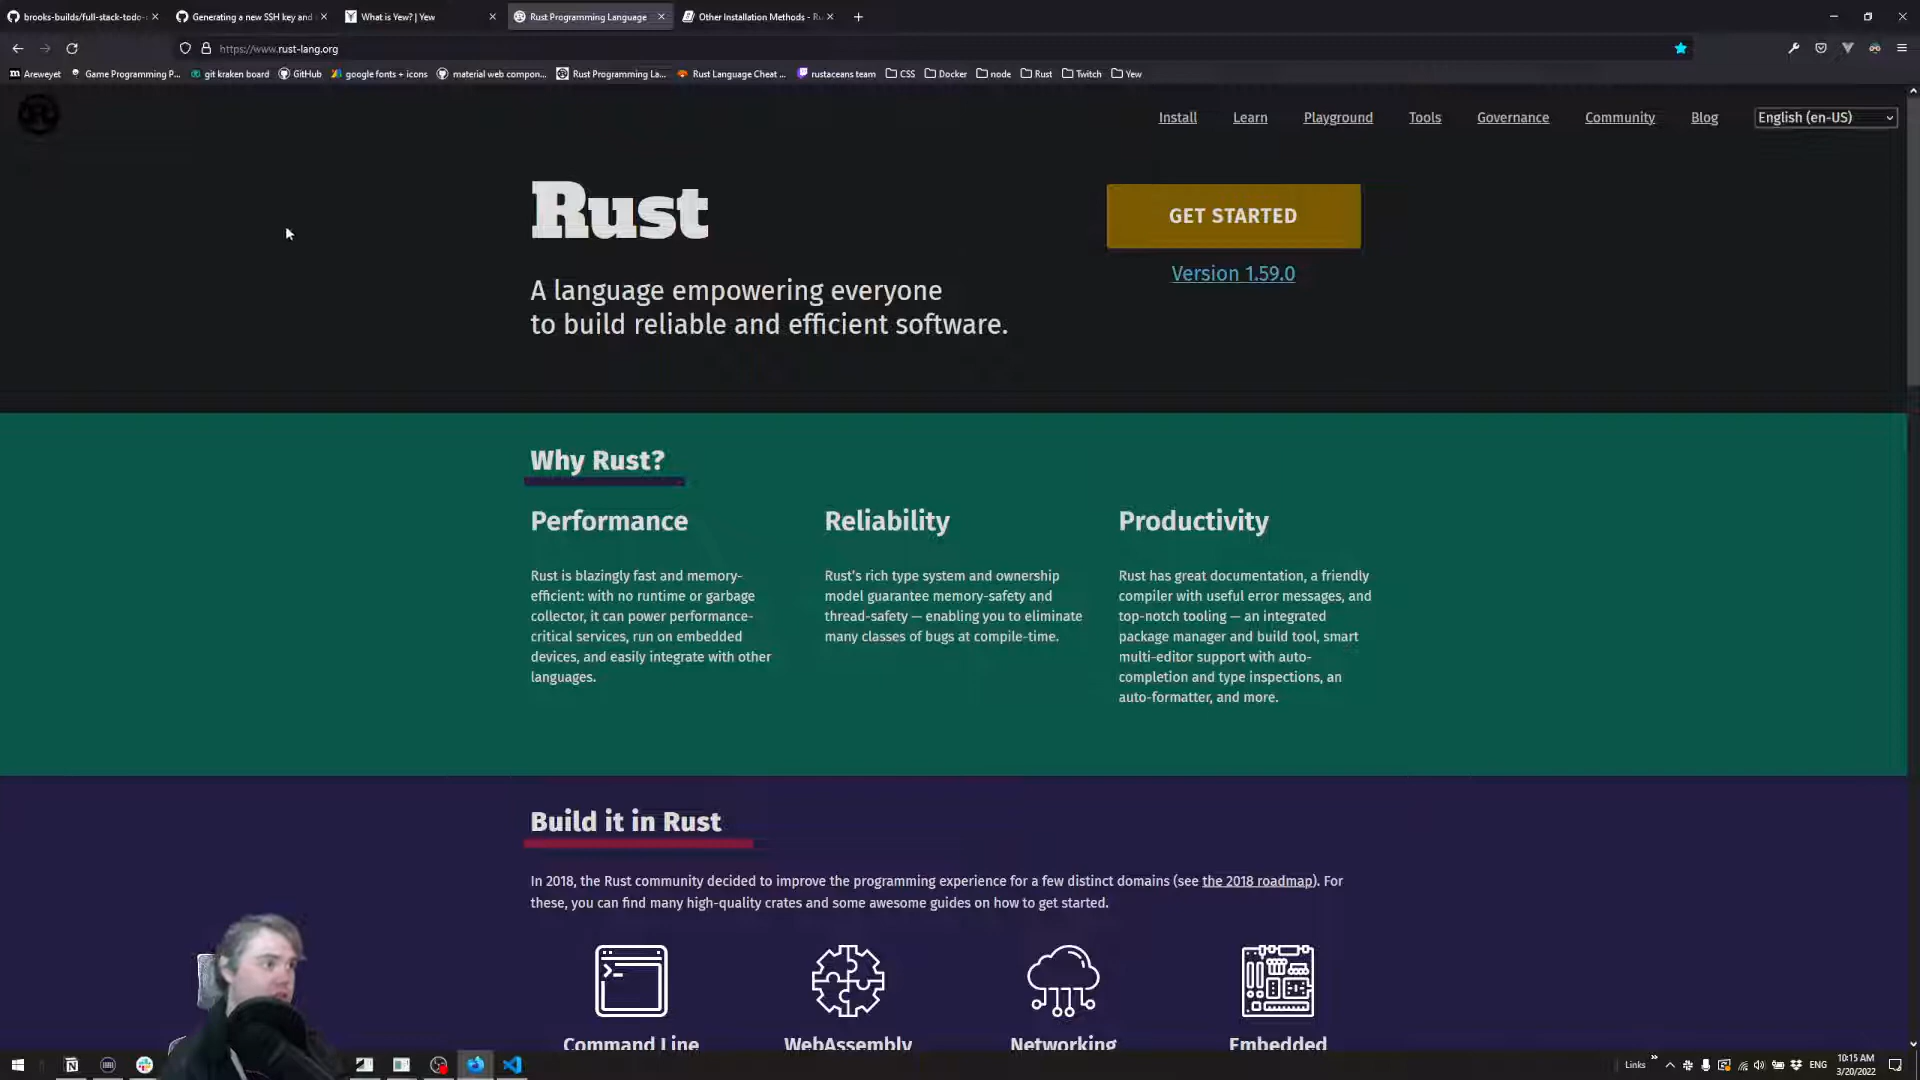 brooks-builds/full-stack-todo-
Generating a new SSH key and
What is Yew? | Yew
Rust Programming Language
Other Installation Methods - Ru
https://www.rust-lang.org
Areweyet
Game Programming P...
git kraken board
GitHub
google fonts + icons
material web compon...
Rust Programming La...
Rust Language Cheat ...
rustaceans team
CSS
Docker
node
Rust
Twitch
Yew
Install
Learn
Playground
Tools
Governance
Community
Blog
English (en-US)
Rust
GET STARTED
Version 1.59.0
A language empowering everyone
to build reliable and efficient software.
Why Rust?
Performance
Rust is blazingly fast and memory-
efficient: with no runtime or garbage
collector, it can power performance-
critical services, run on embedded
devices, and easily integrate with other
languages.
Reliability
Rust's rich type system and ownership
model guarantee memory-safety and
thread-safety — enabling you to eliminate
many classes of bugs at compile-time.
Productivity
Rust has great documentation, a friendly
compiler with useful error messages, and
top-notch tooling — an integrated
package manager and build tool, smart
multi-editor support with auto-
completion and type inspections, an
auto-formatter, and more.
Build it in Rust
In 2018, the Rust community decided to improve the programming experience for a few distinct domains (see the 2018 roadmap). For
these, you can find many high-quality crates and some awesome guides on how to get started.
Command Line
WebAssembly
Networking
Embedded
Links
ENG
10:15 AM
3/20/2022